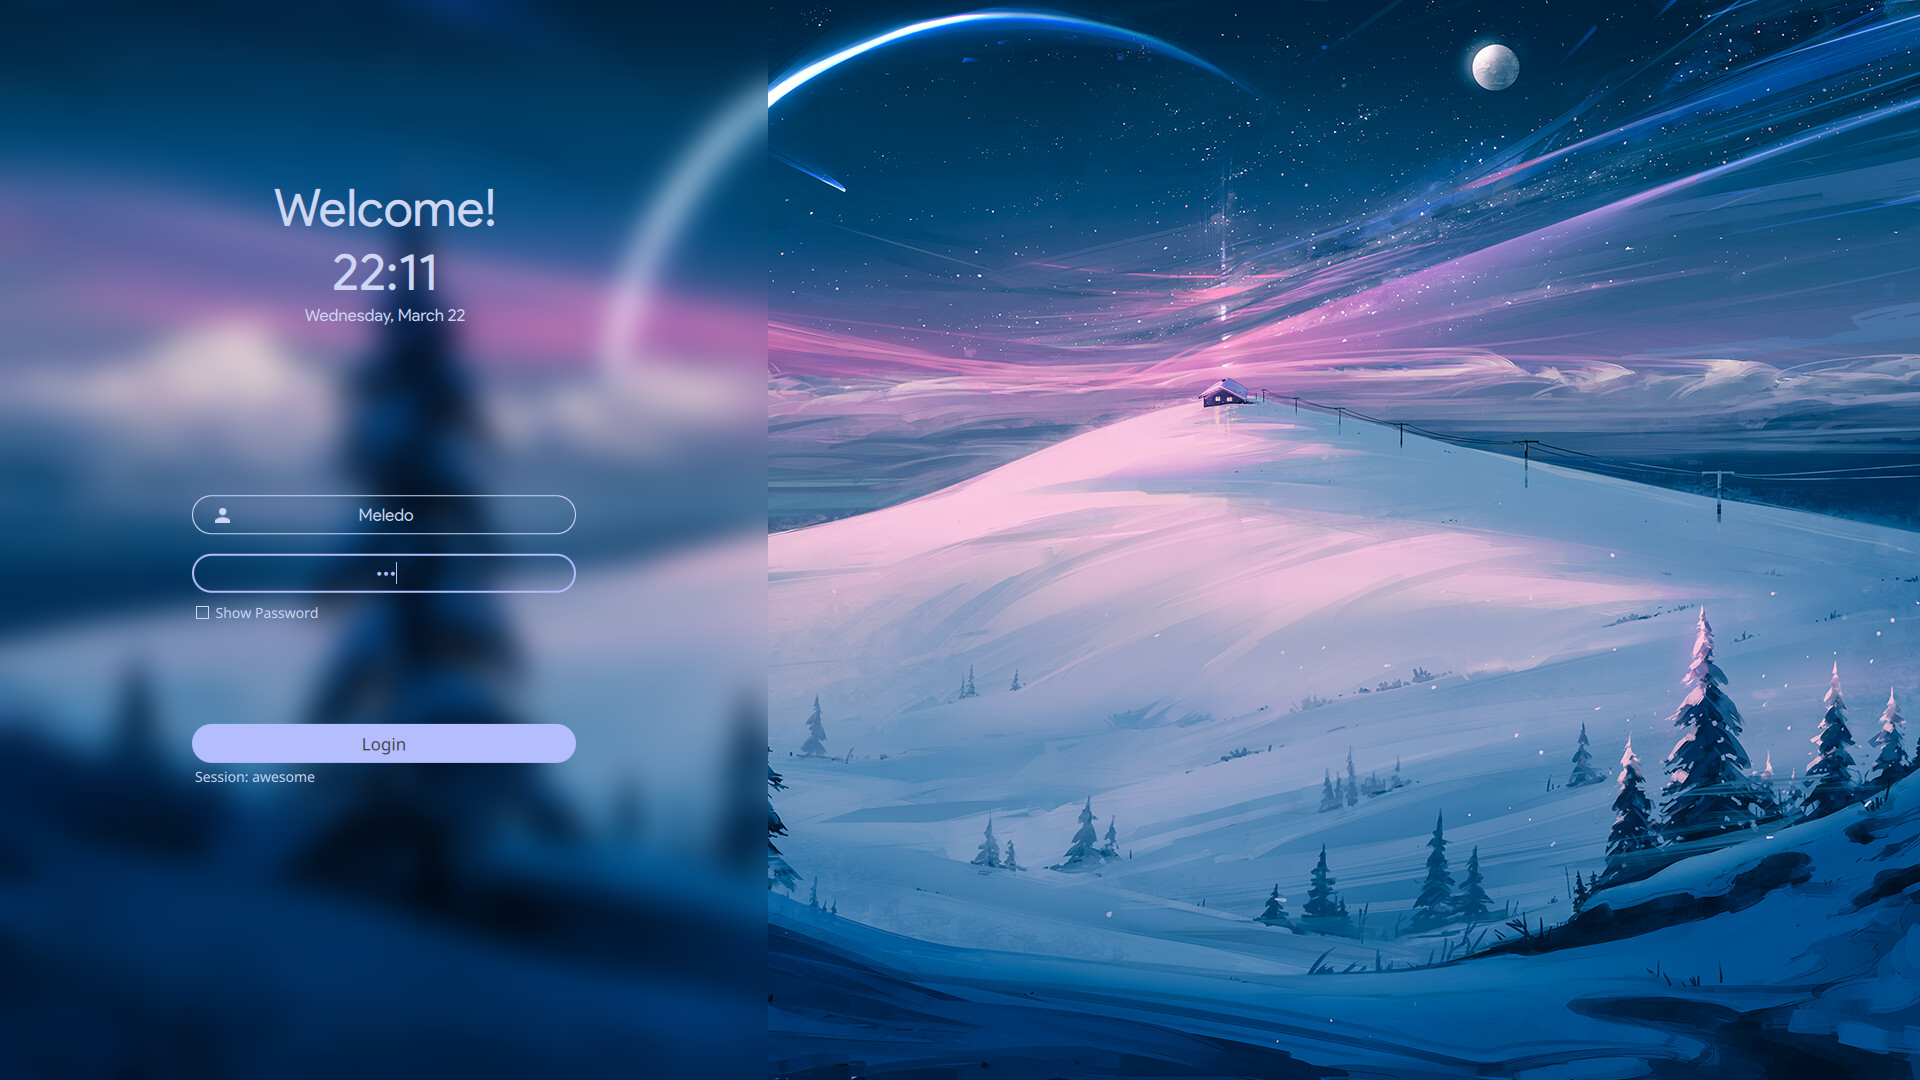 Welcome!
22:11
Wednesday, March 22
Meledo
•••
Show Password
Login
Session: awesome